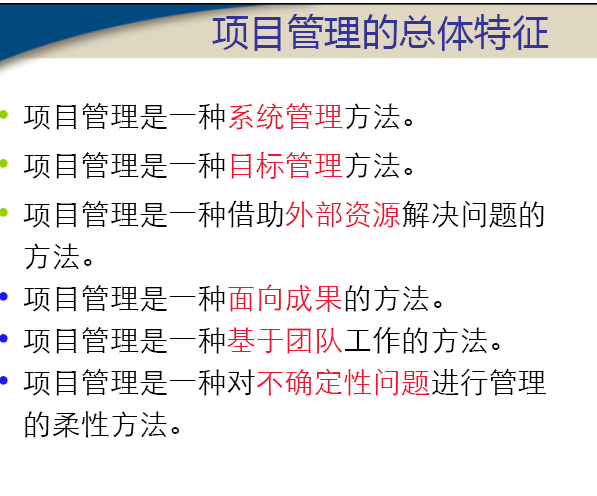 项目管理的总体特征
项目管理是一种系统管理方法。
项目管理是一种目标管理方法。
项目管理是一种借助外部资源解决问题的
方法。
项目管理是一种面向成果的方法。
项目管理是一种基于团队工作的方法。
项目管理是一种对不确定性问题进行管理
的柔性方法。